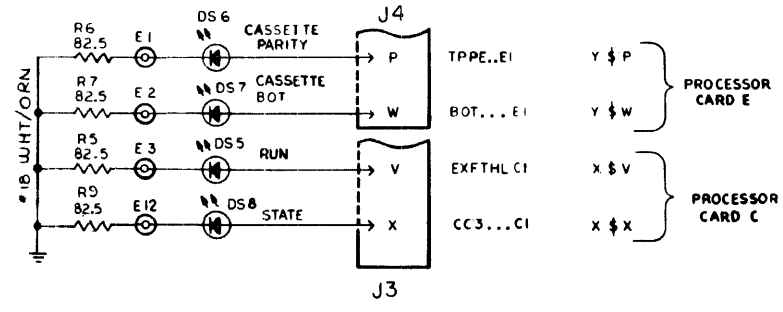 J4
R6 82.5 E1 DS6 CASSETTE PARITY P TPPE..E1 Y $ P
R7 82.5 E2 DS7 CASSETTE BOT W BOT...E1 Y $ W
PROCESSOR CARD E
R5 82.5 E3 DS5 RUN V EXFTHL C1 X $ V
R9 82.5 E12 DS8 STATE X CC3...C1 X $ X
PROCESSOR CARD C
#18 WHT/ORN
J3